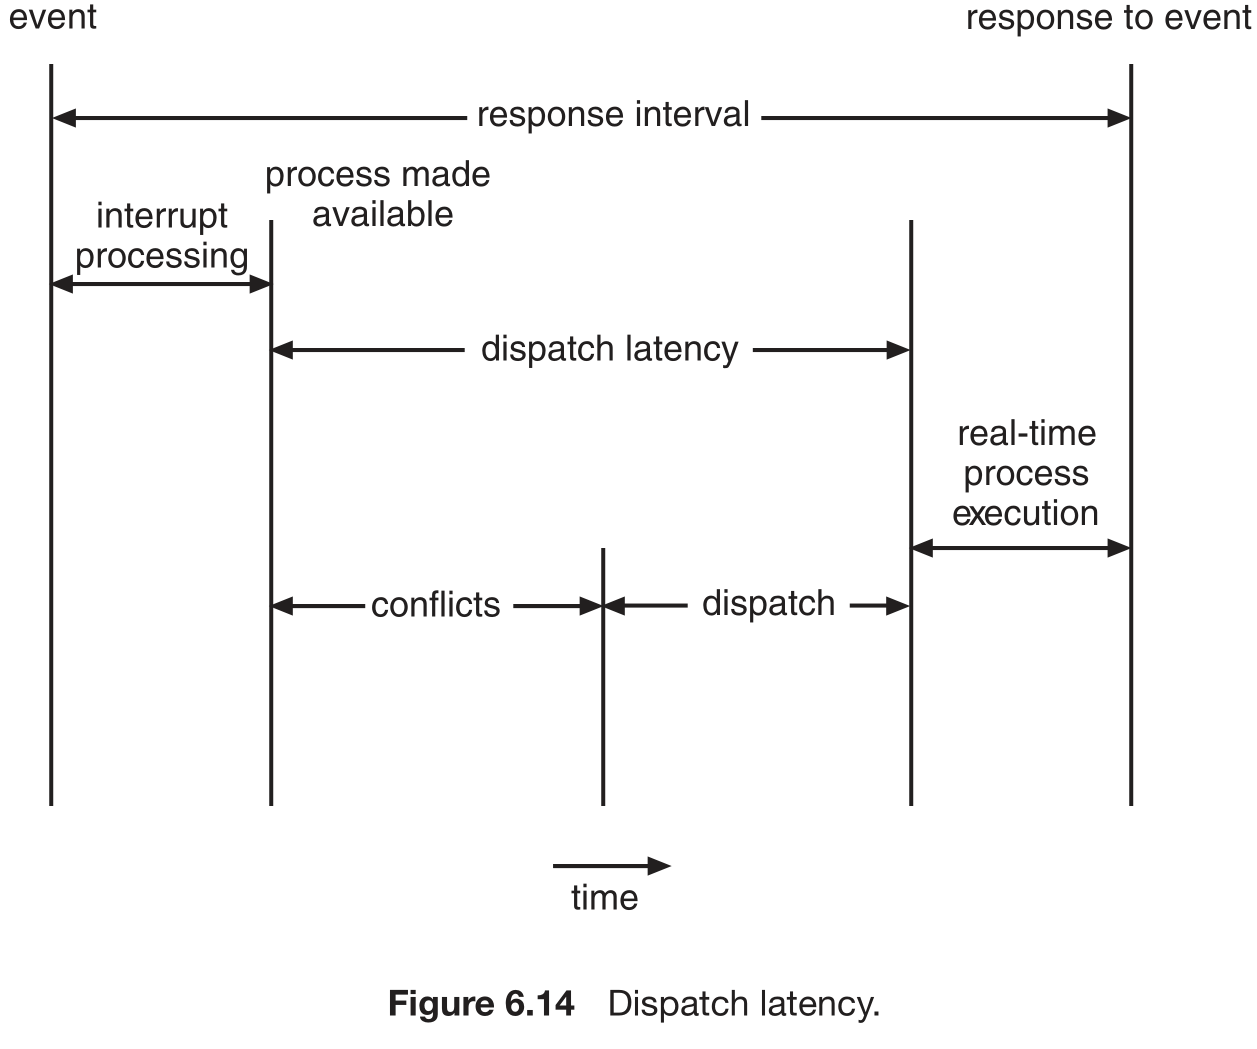 event
response to event
response interval
process made
available
interrupt
processing
dispatch latency
real-time
process
execution
conflicts
dispatch
time
Figure 6.14 Dispatch latency.